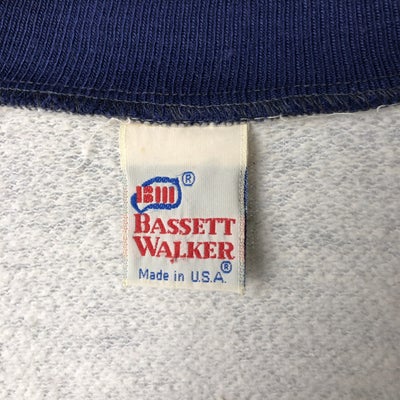 BW ®
BASSETT
WALKER®
Made in U.S.A.